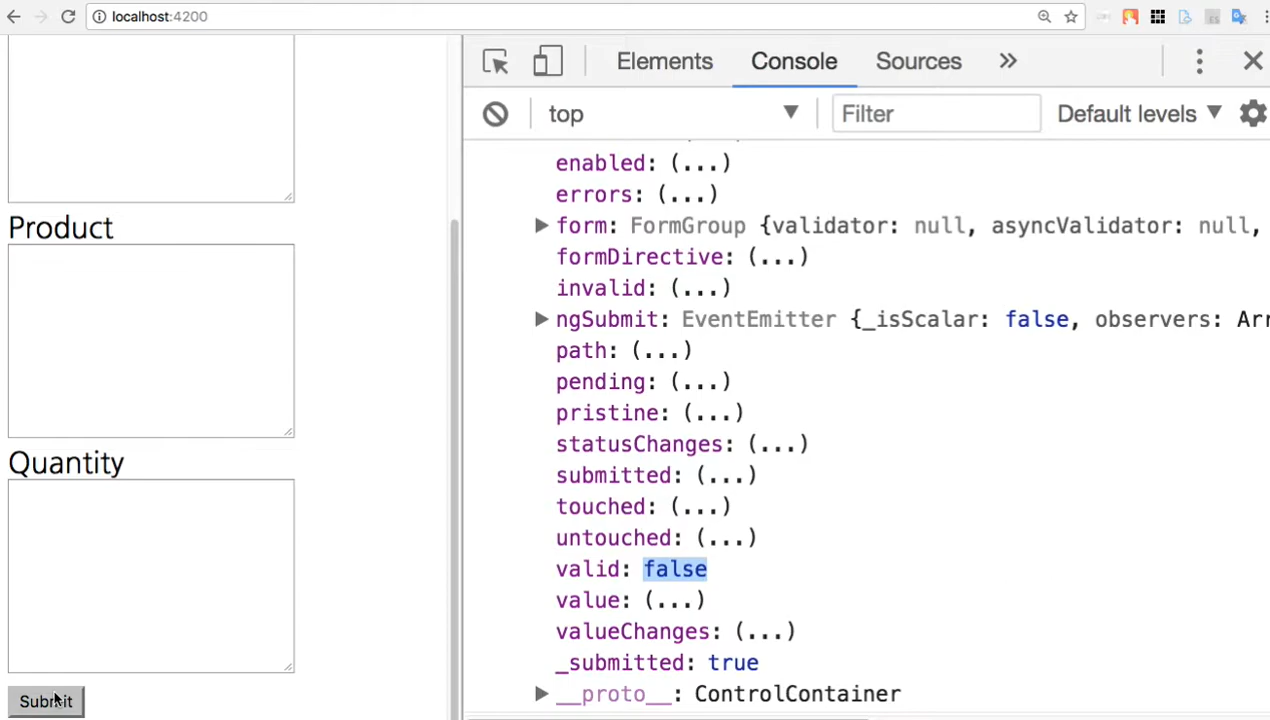 localhost:4200
Elements Console Sources »
top Filter Default levels
Product
Quantity
Submit
enabled: (...)
errors: (...)
form: FormGroup {validator: null, asyncValidator: null,
formDirective: (...)
invalid: (...)
ngSubmit: EventEmitter {_isScalar: false, observers: Arr
path: (...)
pending: (...)
pristine: (...)
statusChanges: (...)
submitted: (...)
touched: (...)
untouched: (...)
valid: false
value: (...)
valueChanges: (...)
_submitted: true
__proto__: ControlContainer